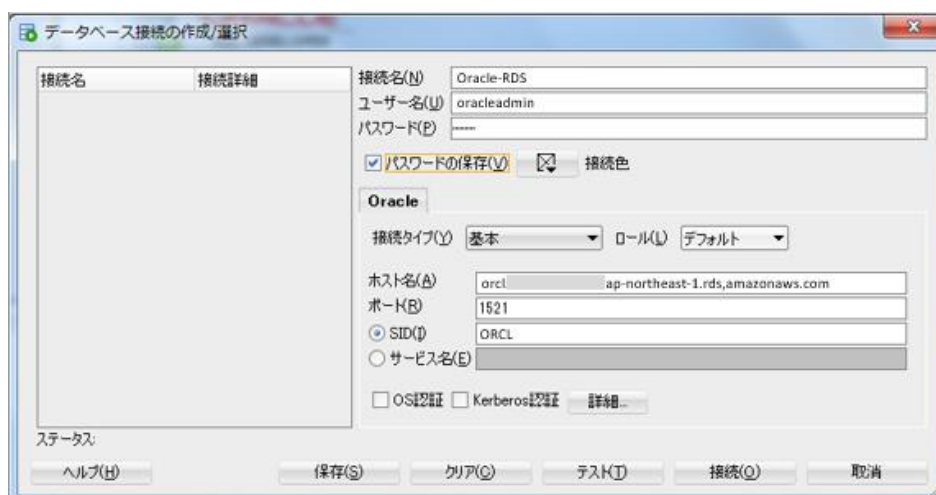 データベース接続の作成/選択
接続名 接続詳細
接続名(N) Oracle-RDS
ユーザー名(U) oracleadmin
パスワード(P) ------
パスワードの保存(V) 接続色
Oracle
接続タイプ(Y) 基本 ロール(L) デフォルト
ホスト名(A) orcl ap-northeast-1.rds,amazonaws.com
ポート(R) 1521
SID(I) ORCL
サービス名(E)
OS認証 Kerberos認証 詳細...
ステータス:
ヘルプ(H) 保存(S) クリア(C) テスト(T) 接続(O) 取消